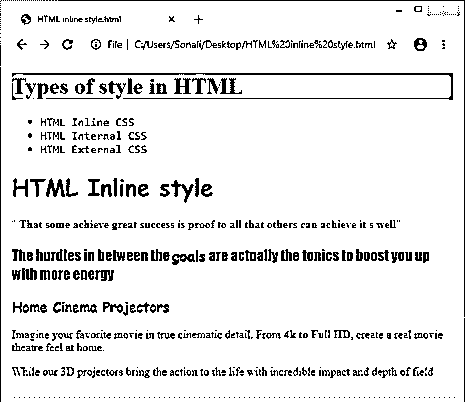 HTML inline style.html
File | C:/Users/Sonali/Desktop/HTML%20inline%20style.html
Types of style in HTML
HTML Inline CSS
HTML Internal CSS
HTML External CSS
HTML Inline style
" That some achieve great success is proof to all that others can achieve it s well"
The hurdles in between the goals are actually the tonics to boost you up
with more energy
Home Cinema Projectors
Imagine your favorite movie in true cinematic detail. From 4k to Full HD, create a real movie
theatre feel at home.
While our 3D projectors bring the action to the life with incredible impact and depth of field